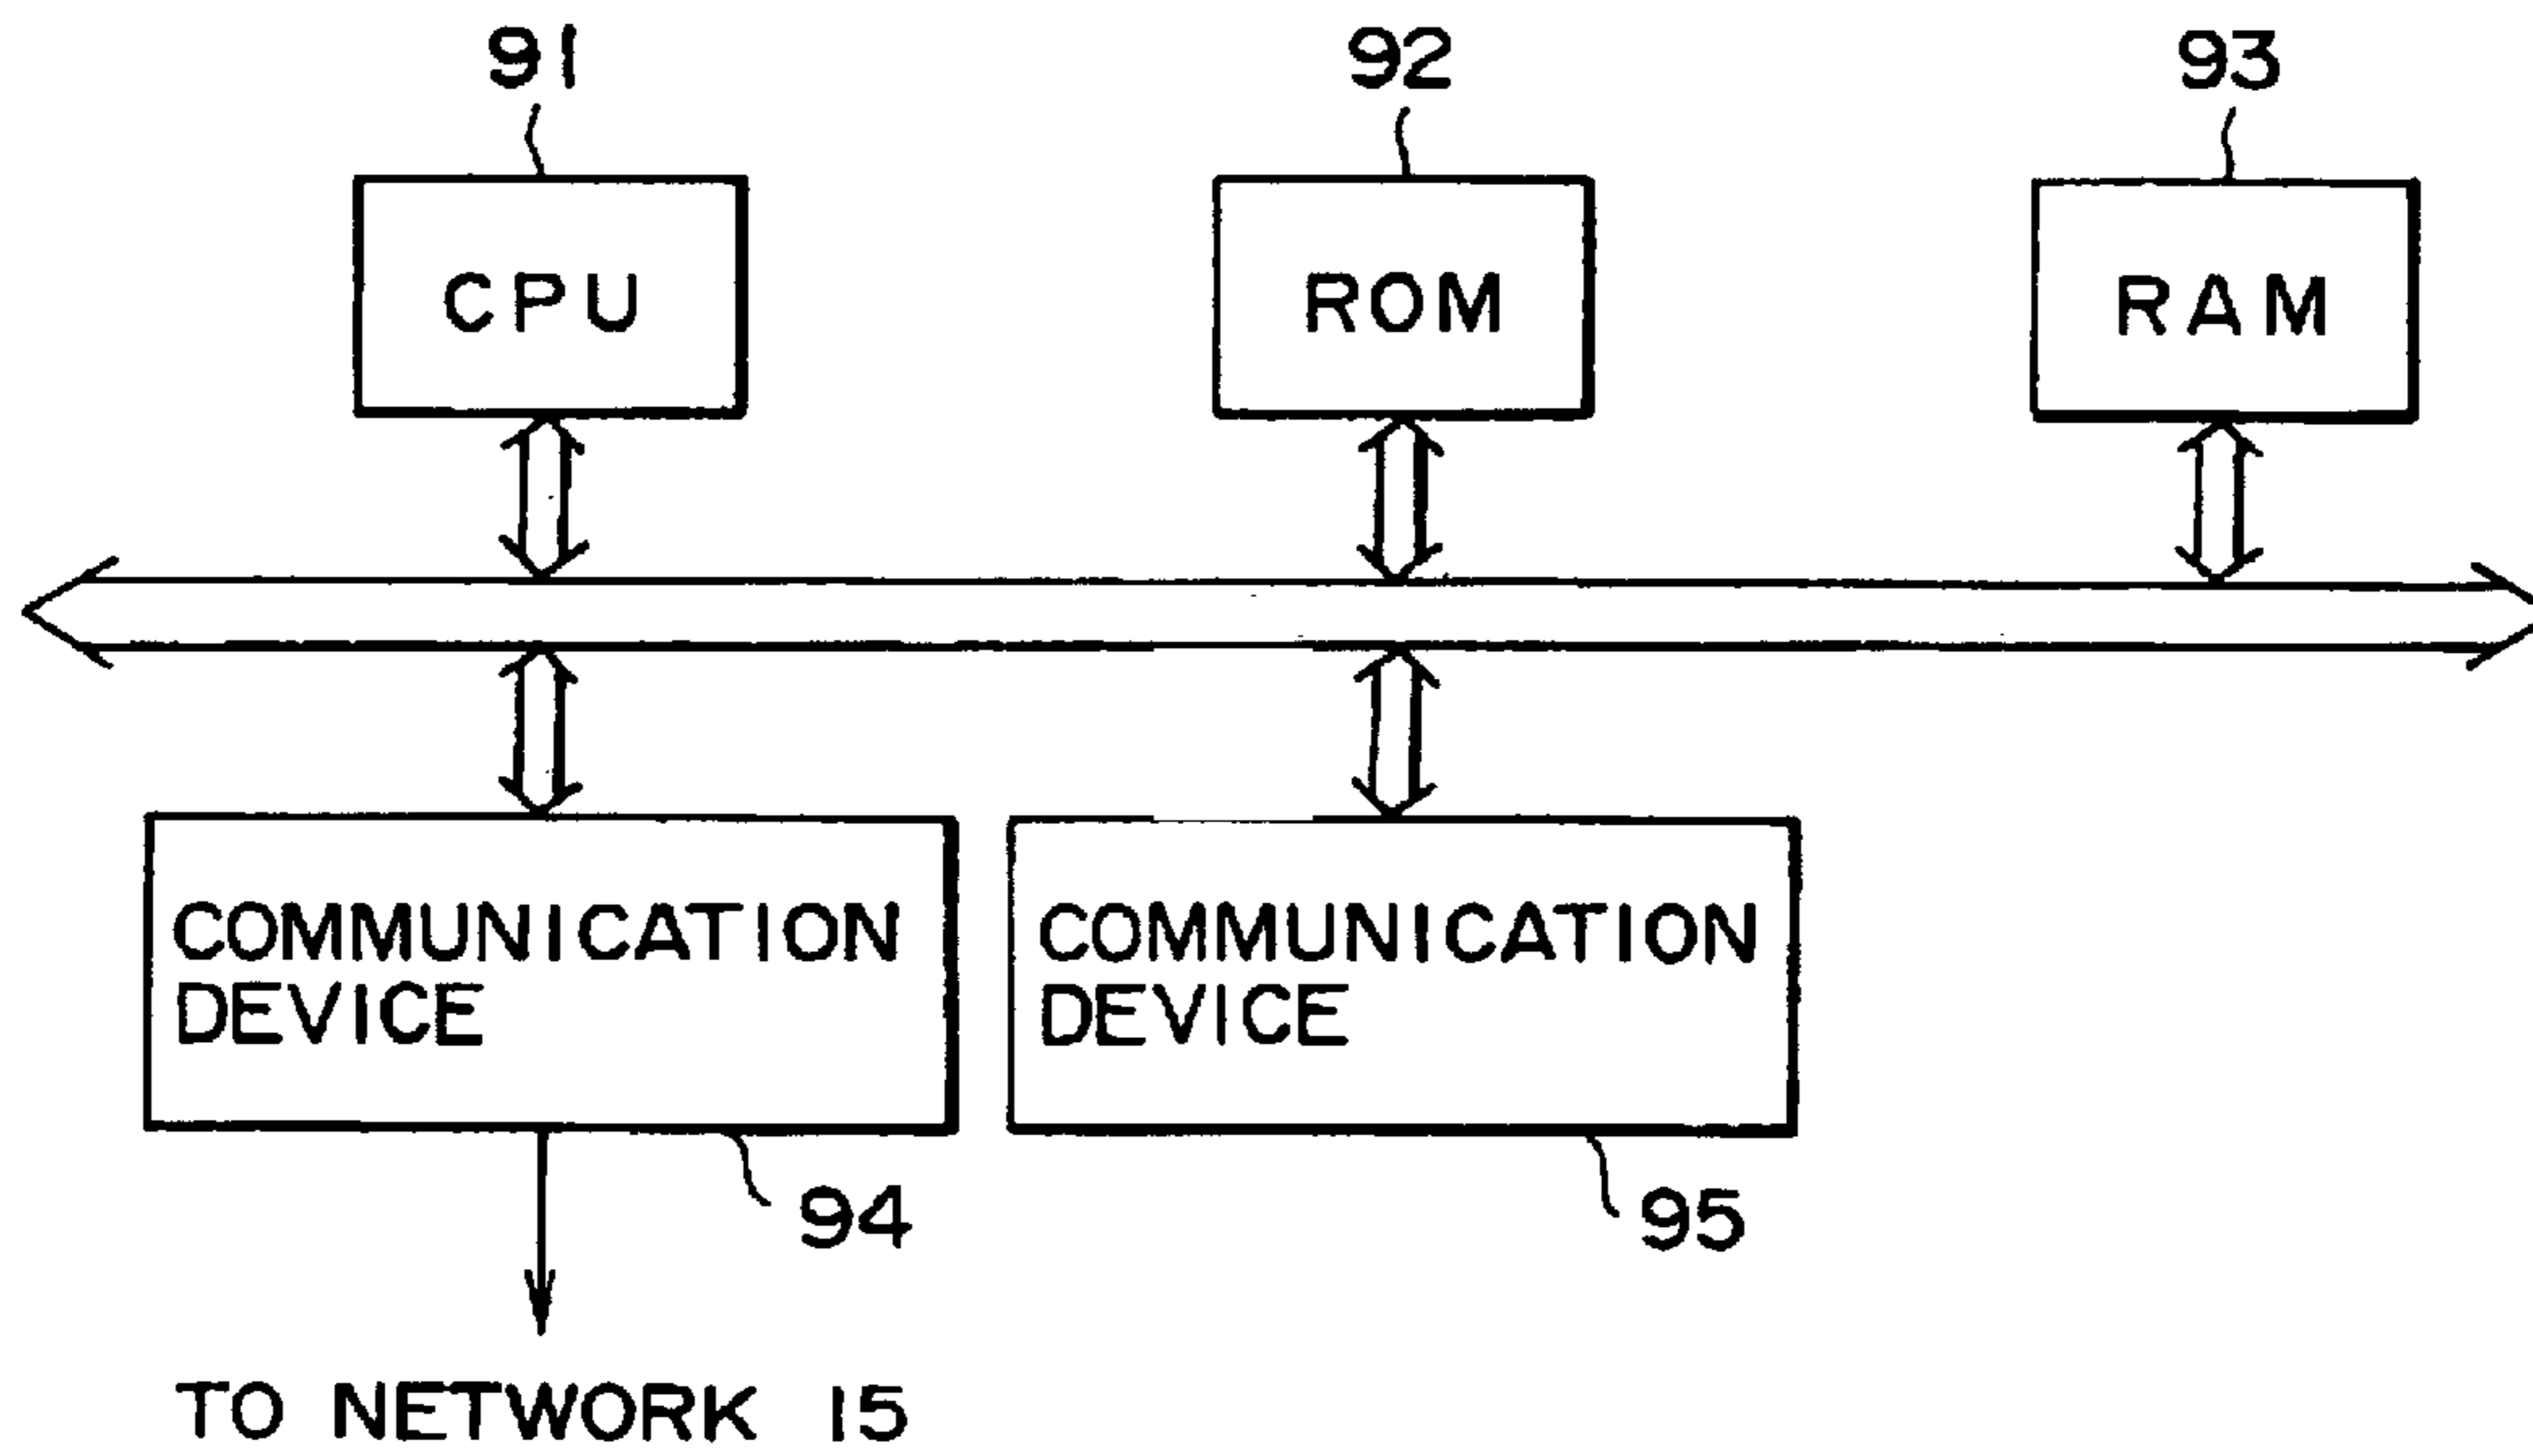 91
92
93
CPU
ROM
RAM
COMMUNICATION
DEVICE
COMMUNICATION
DEVICE
94
95
TO NETWORK 15